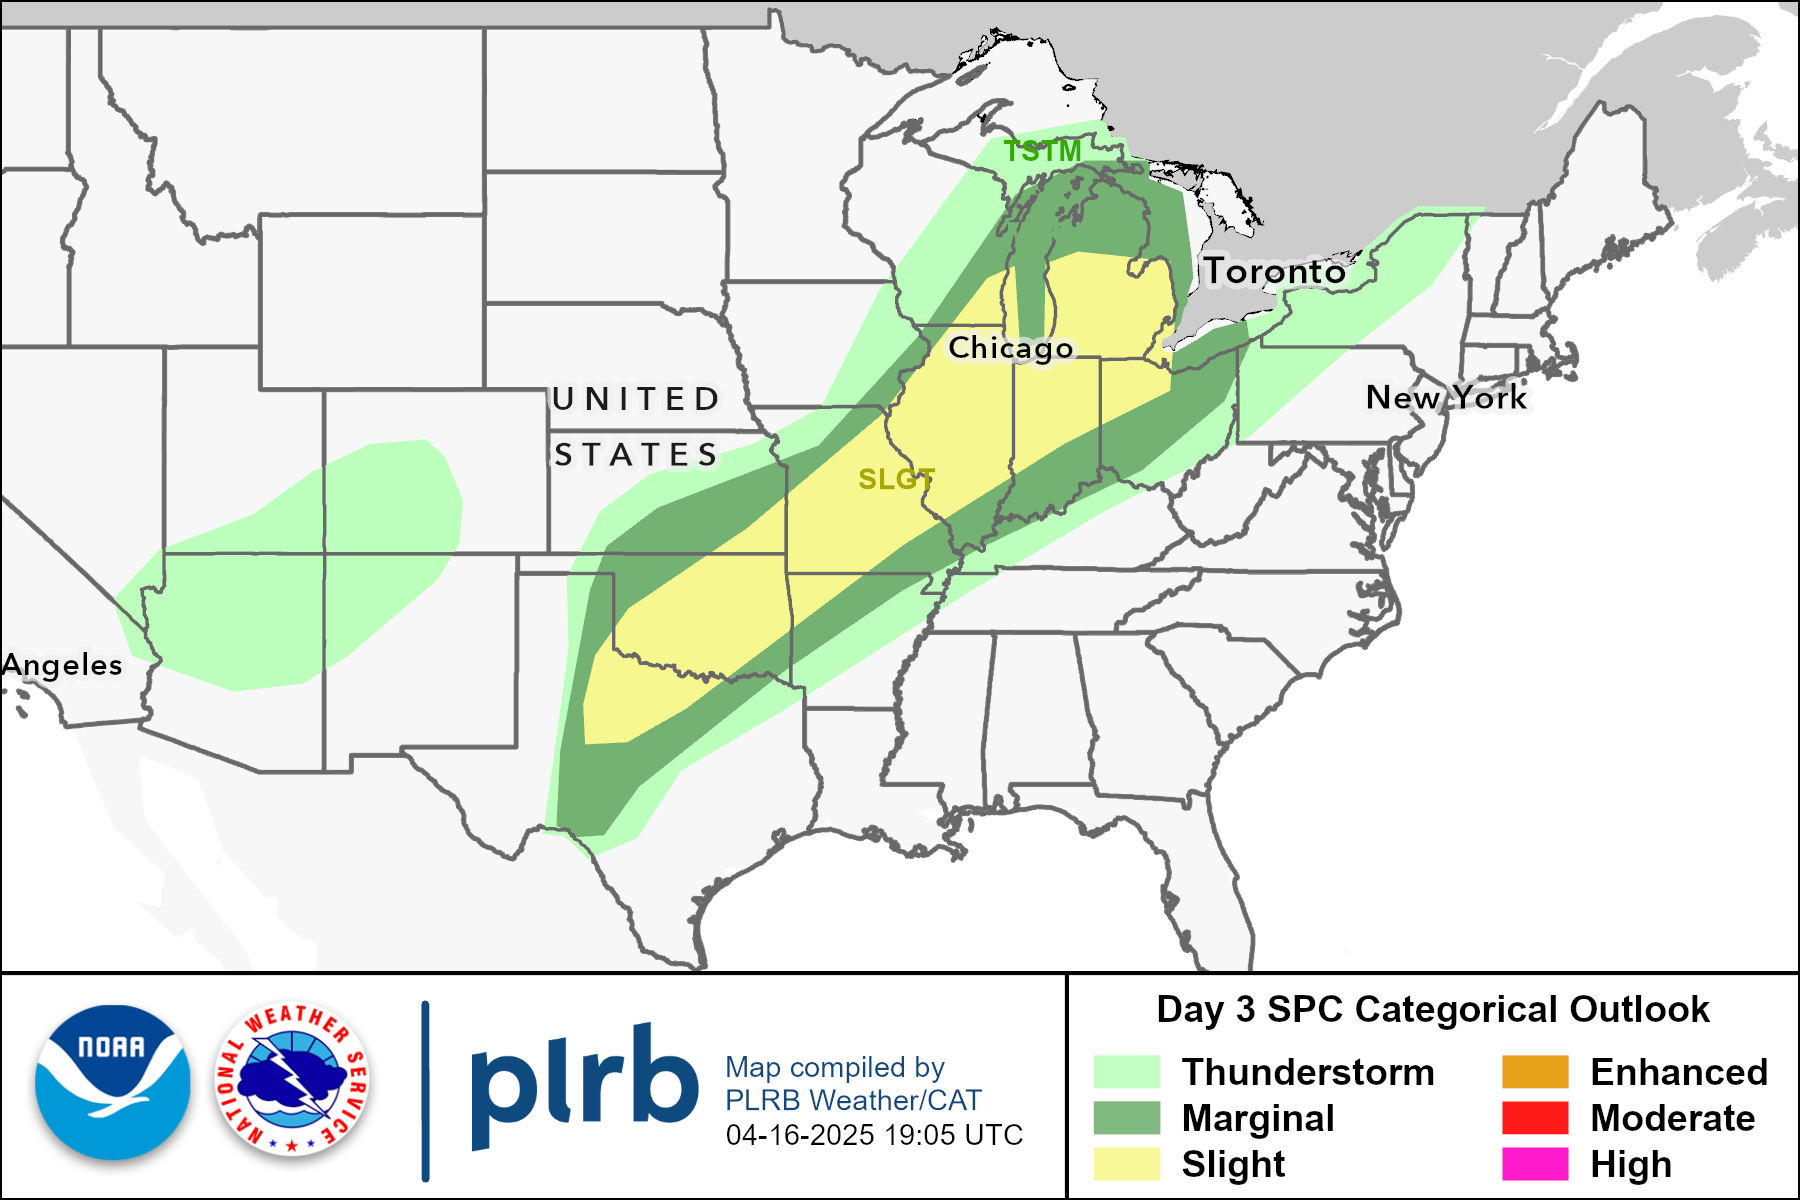 TSTM
Toronto
Chicago
UNITED
STATES
New York
SLGT
Angeles
NOAA
NATIONAL WEATHER SERVICE
plrb
Map compiled by
PLRB Weather/CAT
04-16-2025 19:05 UTC
Day 3 SPC Categorical Outlook
Thunderstorm
Marginal
Slight
Enhanced
Moderate
High